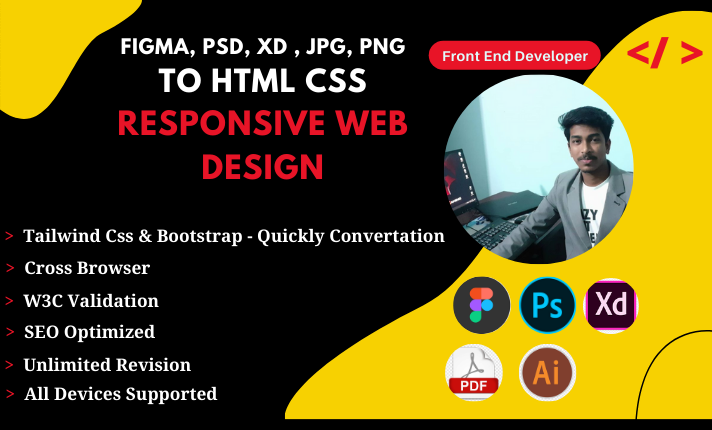 FIGMA, PSD, XD , JPG, PNG
TO HTML CSS
RESPONSIVE WEB
DESIGN
Front End Developer
</ >
> Tailwind Css & Bootstrap - Quickly Convertation
> Cross Browser
> W3C Validation
> SEO Optimized
> Unlimited Revision
> All Devices Supported
Ps
Xd
PDF
Ai